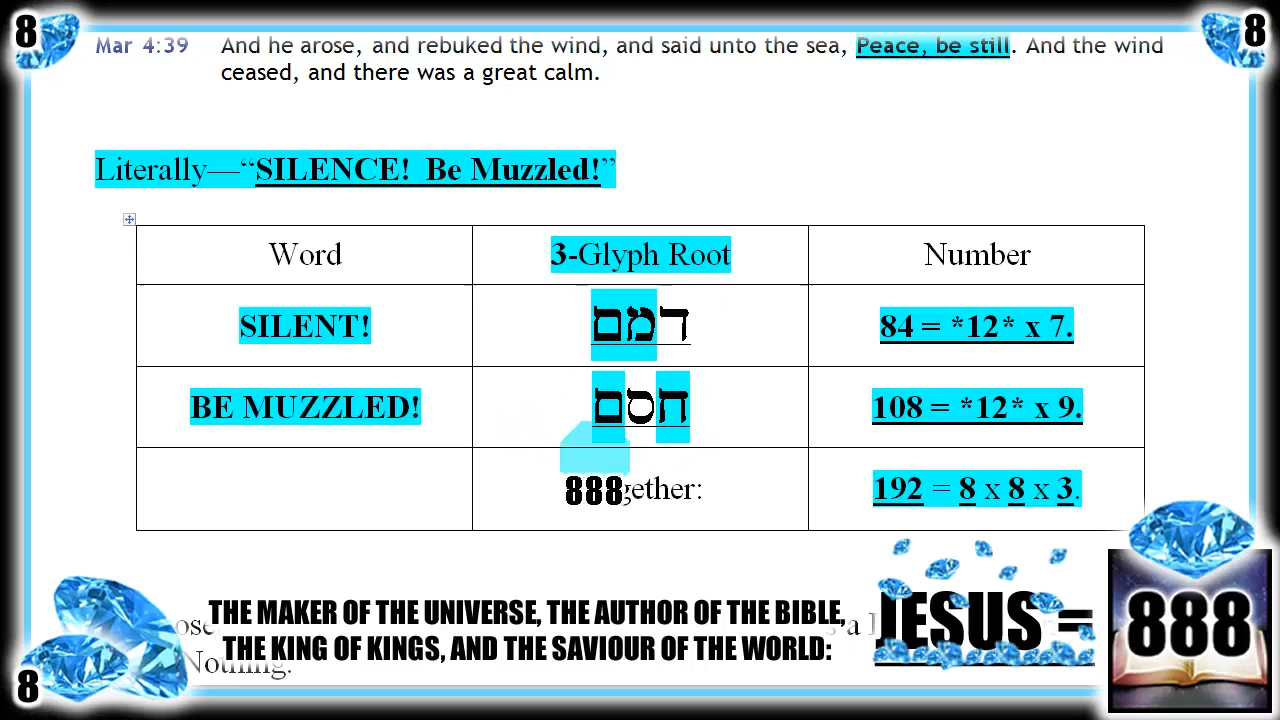 8
8
Mar 4:39 And he arose, and rebuked the wind, and said unto the sea, Peace, be still. And the wind
ceased, and there was a great calm.
Literally—“SILENCE! Be Muzzled!”
Word 3-Glyph Root Number
SILENT! דמם 84 = *12* x 7.
BE MUZZLED! חסם 108 = *12* x 9.
888 gether: 192 = 8 x 8 x 3.
THE MAKER OF THE UNIVERSE, THE AUTHOR OF THE BIBLE,
THE KING OF KINGS, AND THE SAVIOUR OF THE WORLD:
JESUS = 888
Nothing.
8